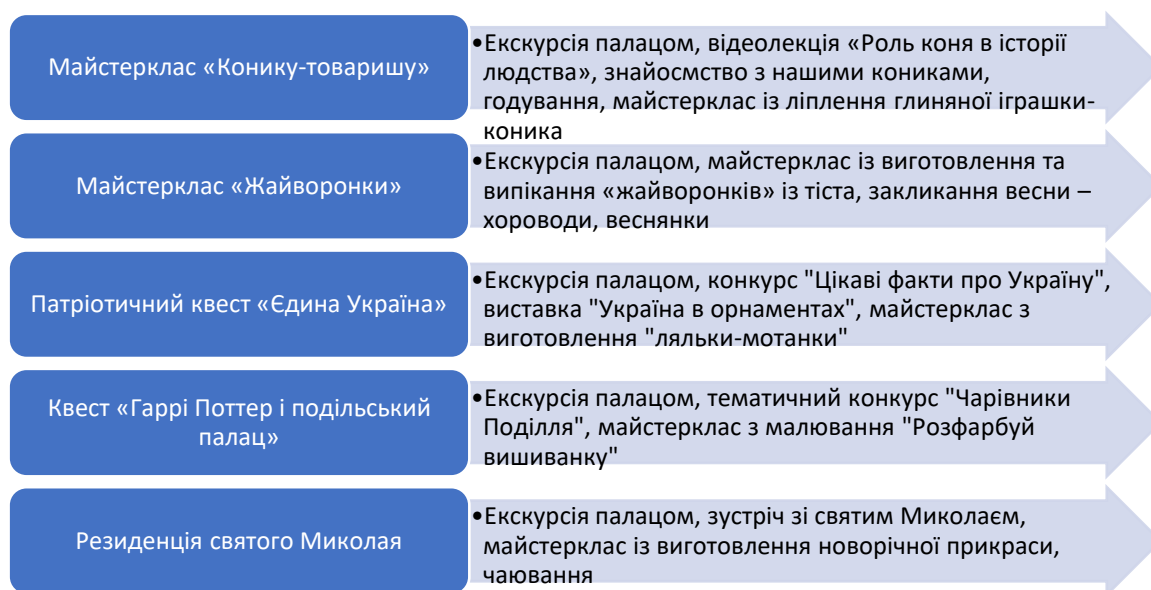 Майстерклас «Конику-товаришу»
•Екскурсія палацом, відеолекція «Роль коня в історії
людства», знайосмство з нашими кониками,
годування, майстерклас із ліплення глиняної іграшки-
коника
Майстерклас «Жайворонки»
•Екскурсія палацом, майстерклас із виготовлення та
випікання «жайворонків» із тіста, закликання весни –
хороводи, веснянки
Патріотичний квест «Єдина Україна»
•Екскурсія палацом, конкурс "Цікаві факти про Україну",
виставка "Україна в орнаментах", майстерклас з
виготовлення "ляльки-мотанки"
Квест «Гаррі Поттер і подільський
палац»
•Екскурсія палацом, тематичний конкурс "Чарівники
Поділля", майстерклас з малювання "Розфарбуй
вишиванку"
Резиденція святого Миколая
•Екскурсія палацом, зустріч зі святим Миколаєм,
майстерклас із виготовлення новорічної прикраси,
чаювання